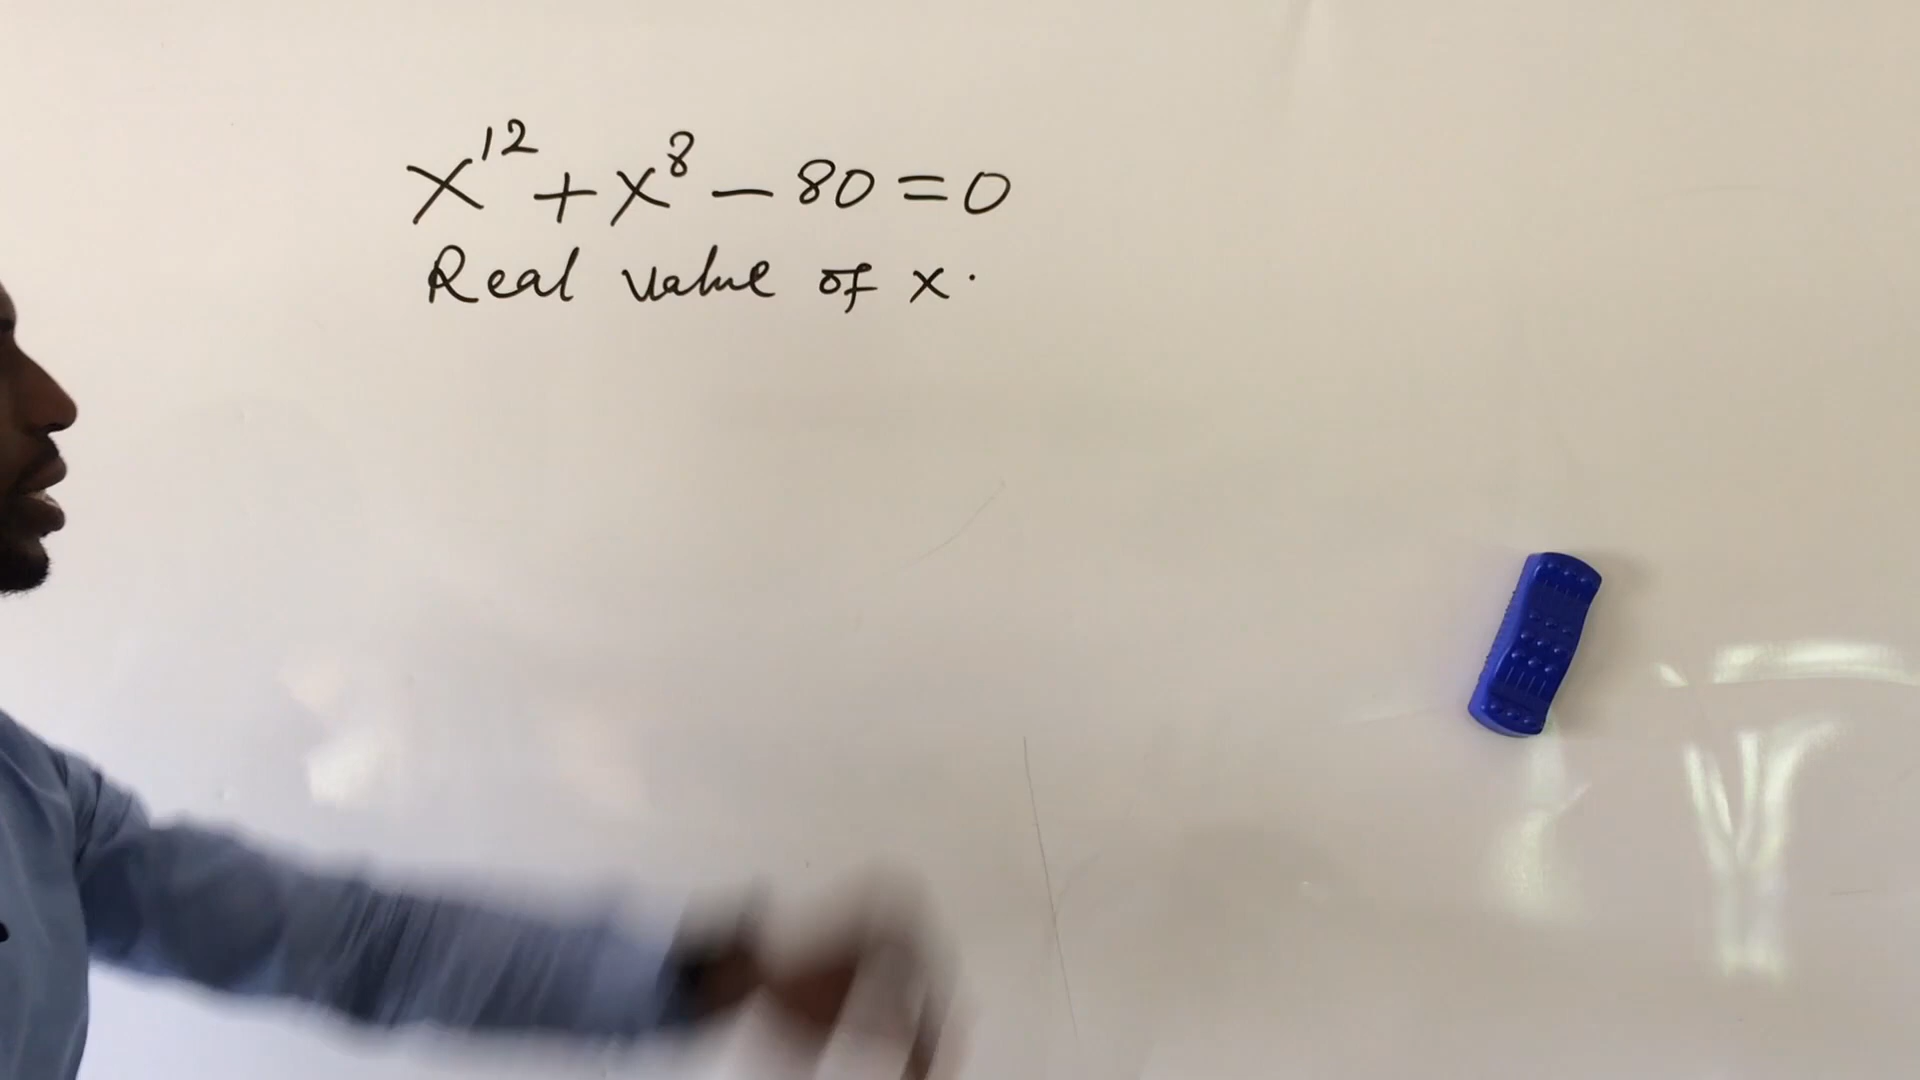 x¹² + x⁸ - 80 = 0
Real value of x.